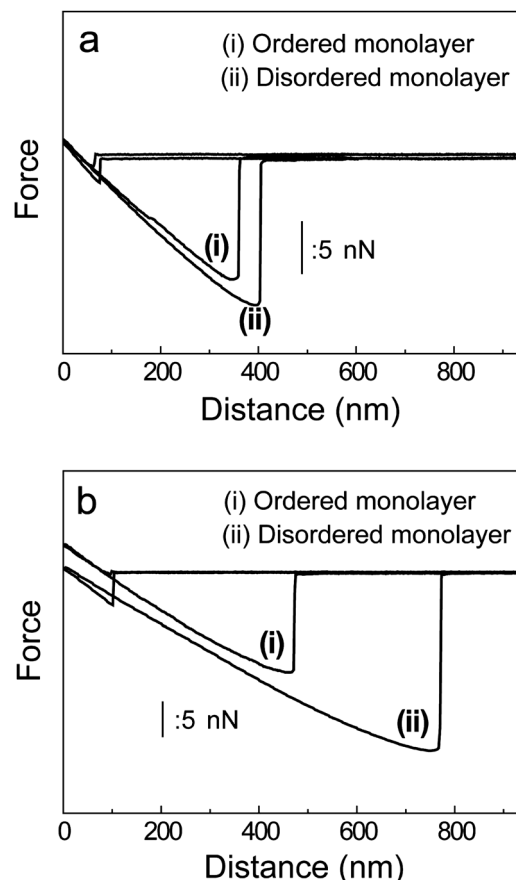 a
(i) Ordered monolayer
(ii) Disordered monolayer
Force
(i)
:5 nN
(ii)
0 200 400 600 800
Distance (nm)
b
(i) Ordered monolayer
(ii) Disordered monolayer
Force
(i)
:5 nN
(ii)
0 200 400 600 800
Distance (nm)